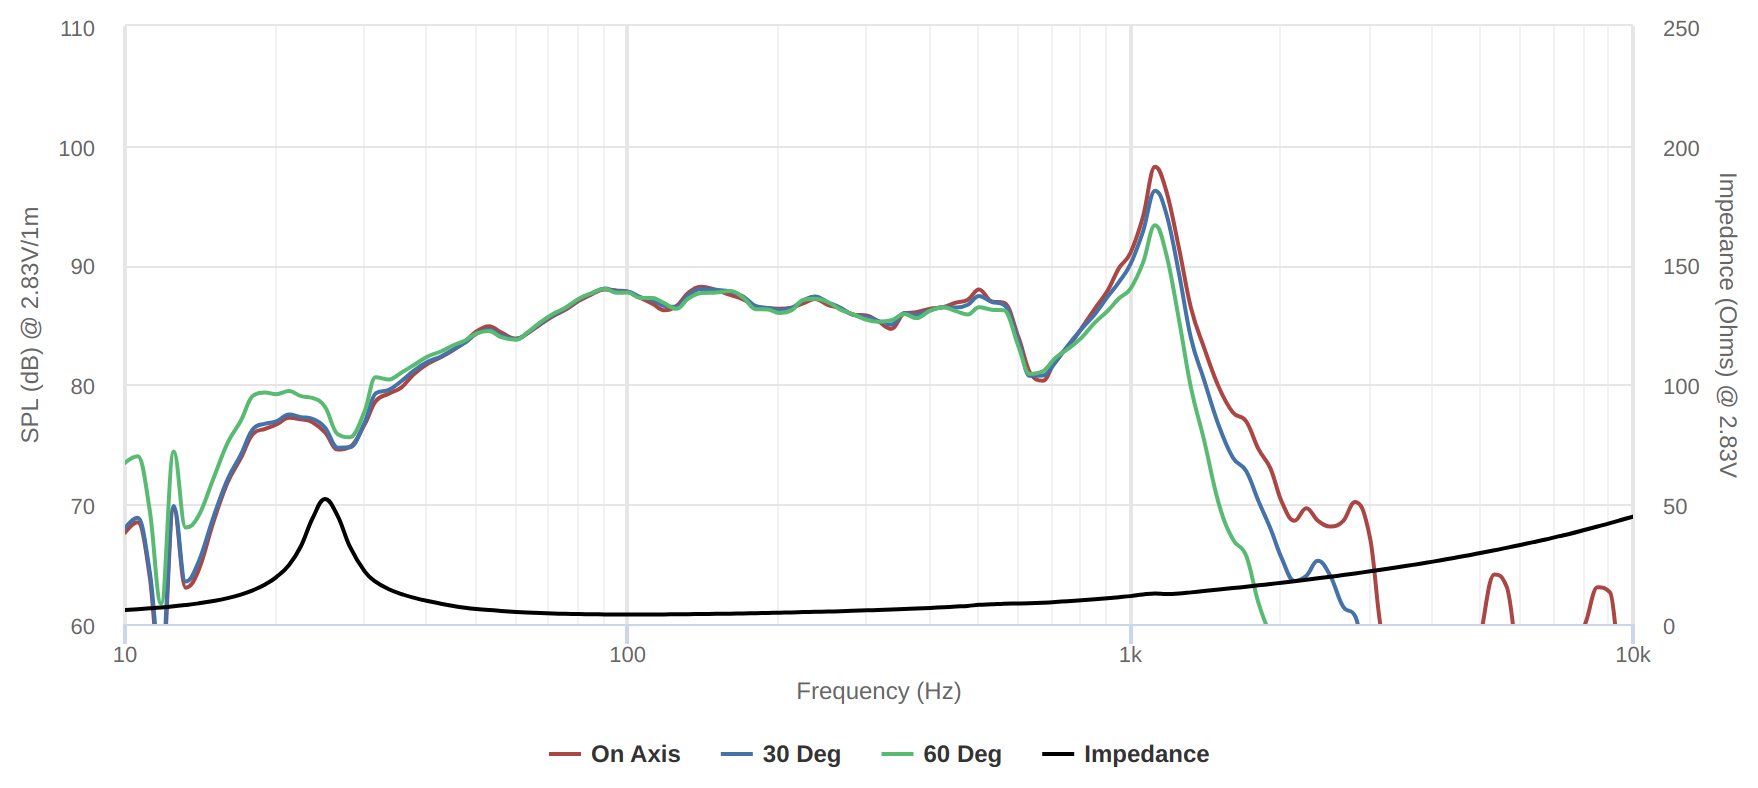 110
100
90
80
70
60
SPL (dB) @ 2.83V/1m
250
200
150
100
50
0
Impedance (Ohms) @ 2.83V
10
100
1k
10k
Frequency (Hz)
On Axis
30 Deg
60 Deg
Impedance